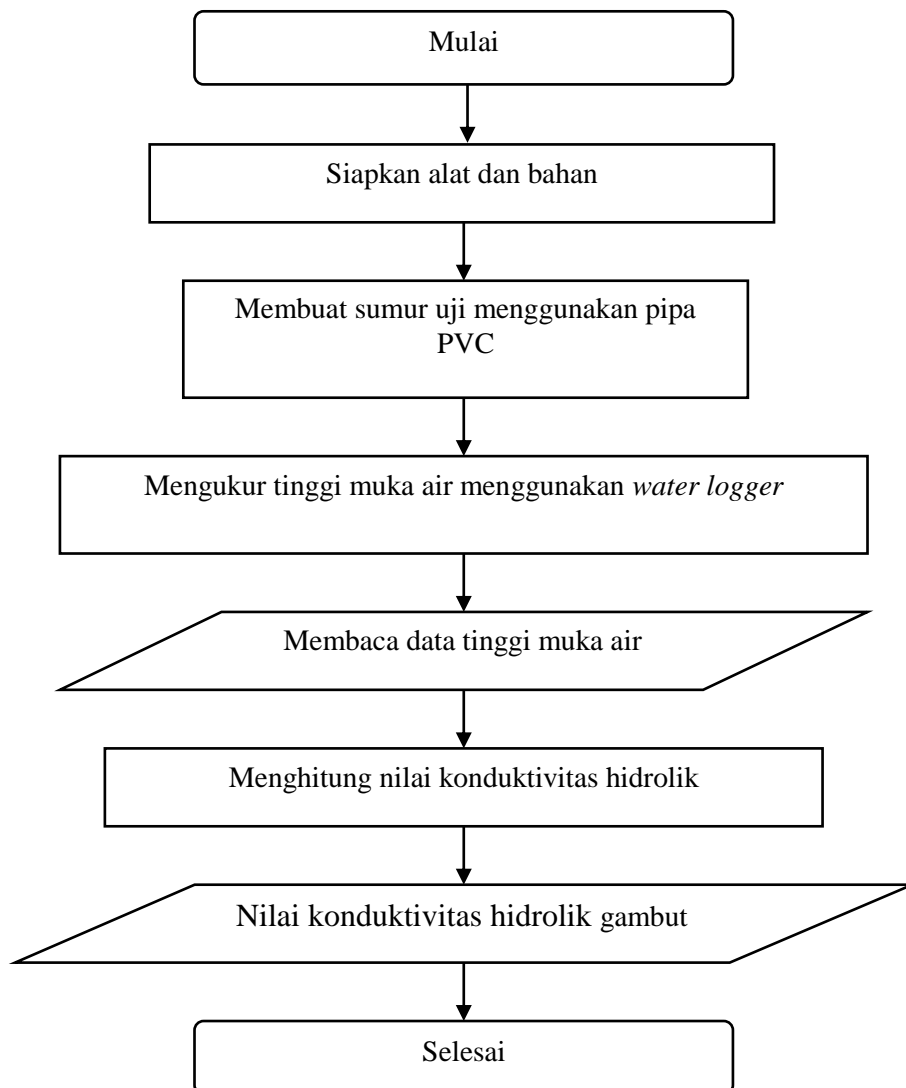 Mulai
Siapkan alat dan bahan
Membuat sumur uji menggunakan pipa
PVC
Mengukur tinggi muka air menggunakan water logger
Membaca data tinggi muka air
Menghitung nilai konduktivitas hidrolik
Nilai konduktivitas hidrolik gambut
Selesai